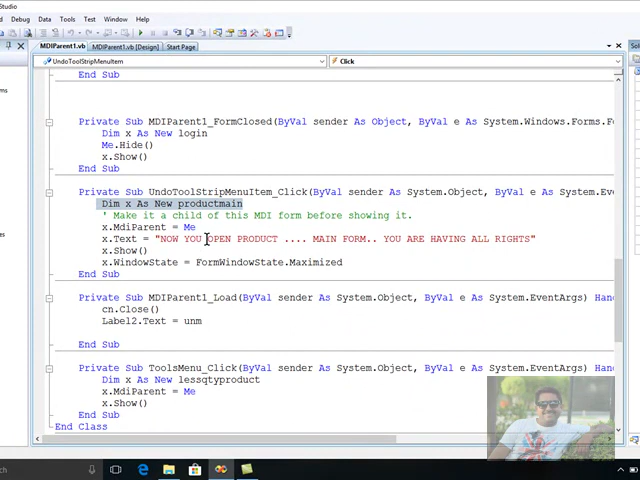 Studio
Debug Data Tools Test Window Help
MDIParent1.vb MDIParent1.vb [Design] Start Page
UndoToolStripMenuItem Click
End Sub
Private Sub MDIParent1_FormClosed(ByVal sender As Object, ByVal e As System.Windows.Forms.Fo
Dim x As New login
Me.Hide()
x.Show()
End Sub
Private Sub UndoToolStripMenuItem_Click(ByVal sender As System.Object, ByVal e As System.Eve
Dim x As New productmain
' Make it a child of this MDI form before showing it.
x.MdiParent = Me
x.Text = "NOW YOU OPEN PRODUCT .... MAIN FORM.. YOU ARE HAVING ALL RIGHTS"
x.Show()
x.WindowState = FormWindowState.Maximized
End Sub
Private Sub MDIParent1_Load(ByVal sender As System.Object, ByVal e As System.EventArgs) Hand
cn.Close()
Label2.Text = unm
End Sub
Private Sub ToolsMenu_Click(ByVal sender As System.Object, ByVal e As System.EventArgs) Hand
Dim x As New lessqtyproduct
x.MdiParent = Me
x.Show()
End Sub
End Class